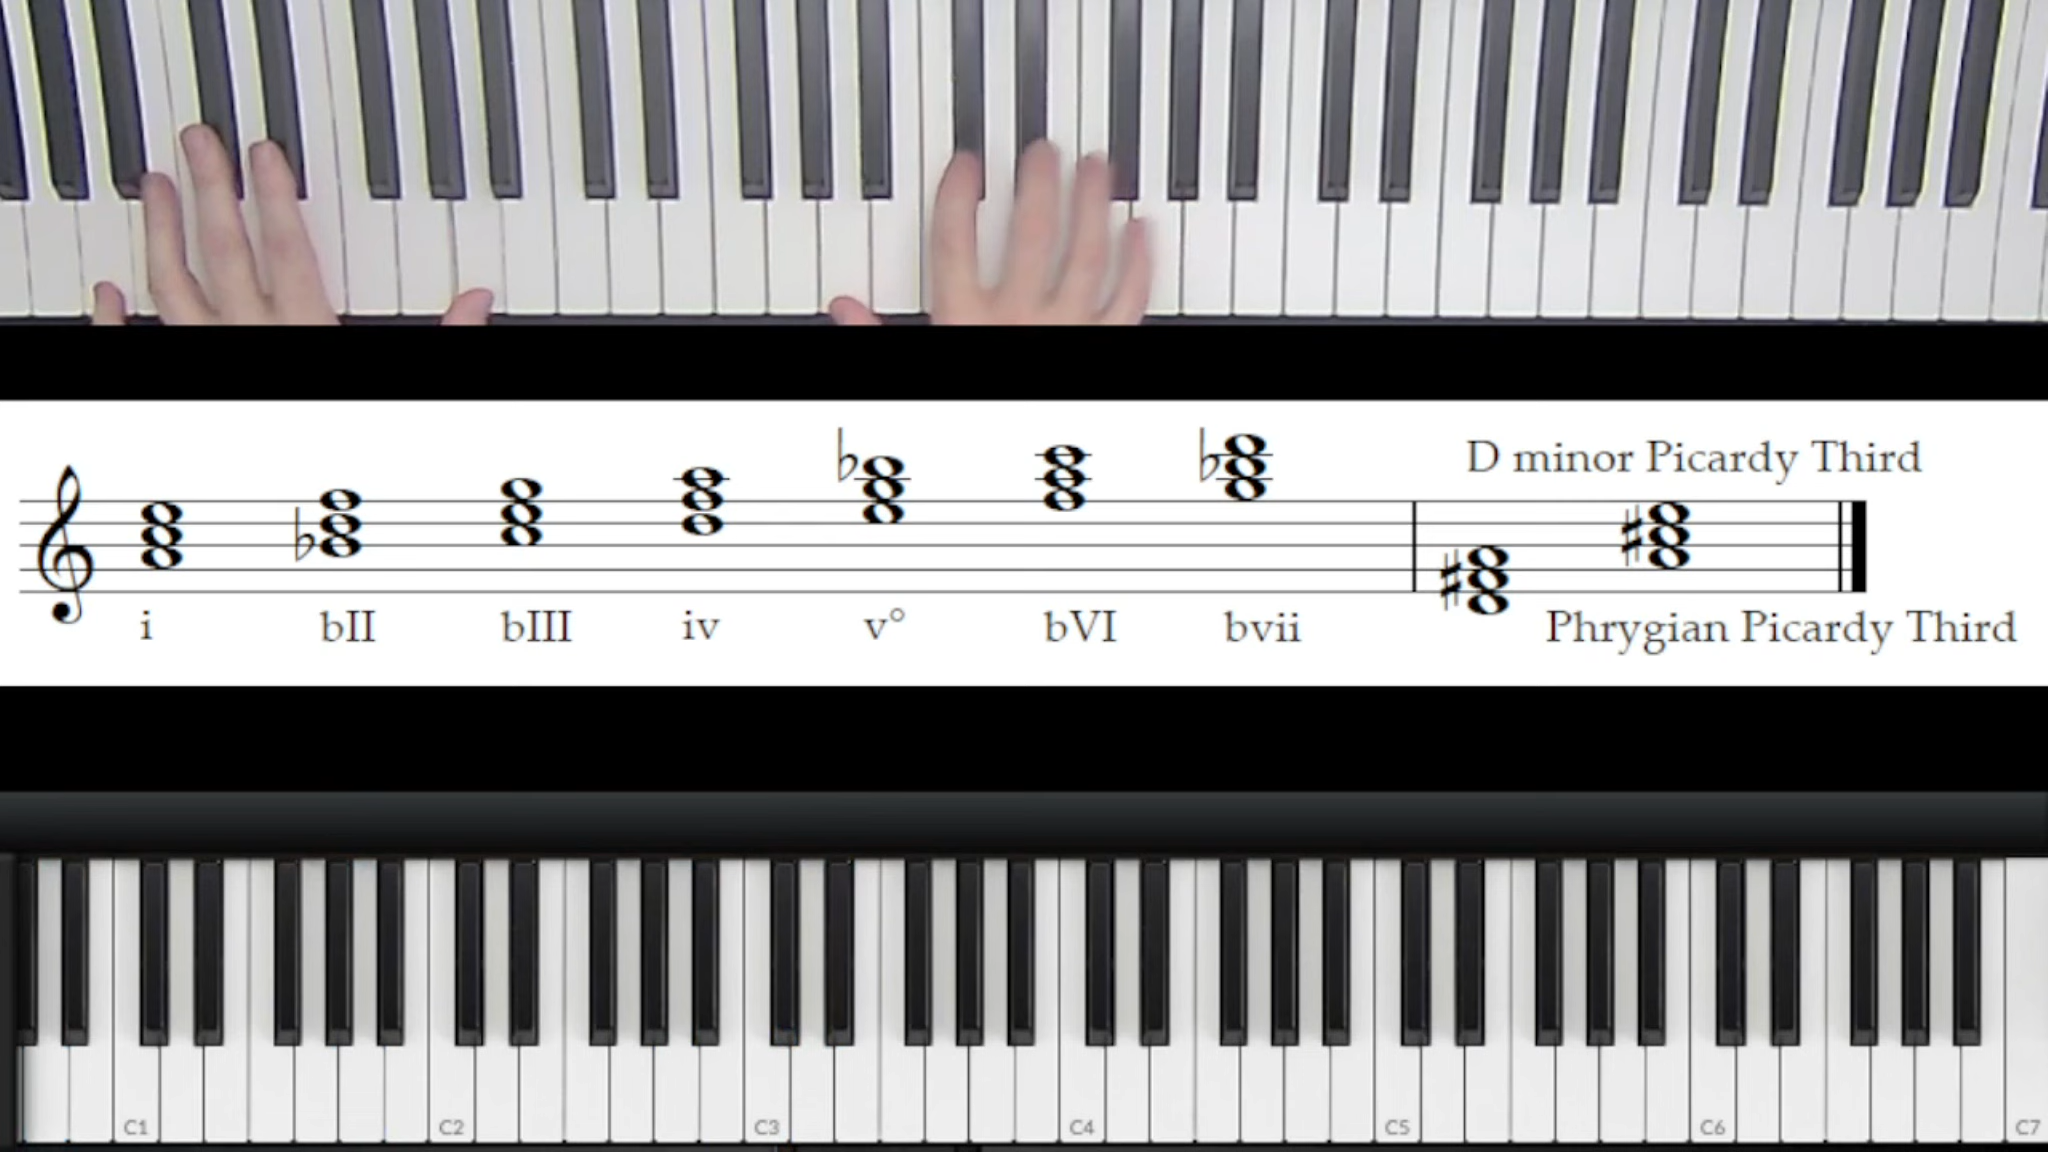 D minor Picardy Third
i bII bIII iv v° bVI bvii Phrygian Picardy Third
C1 C2 C3 C4 C5 C6 C7